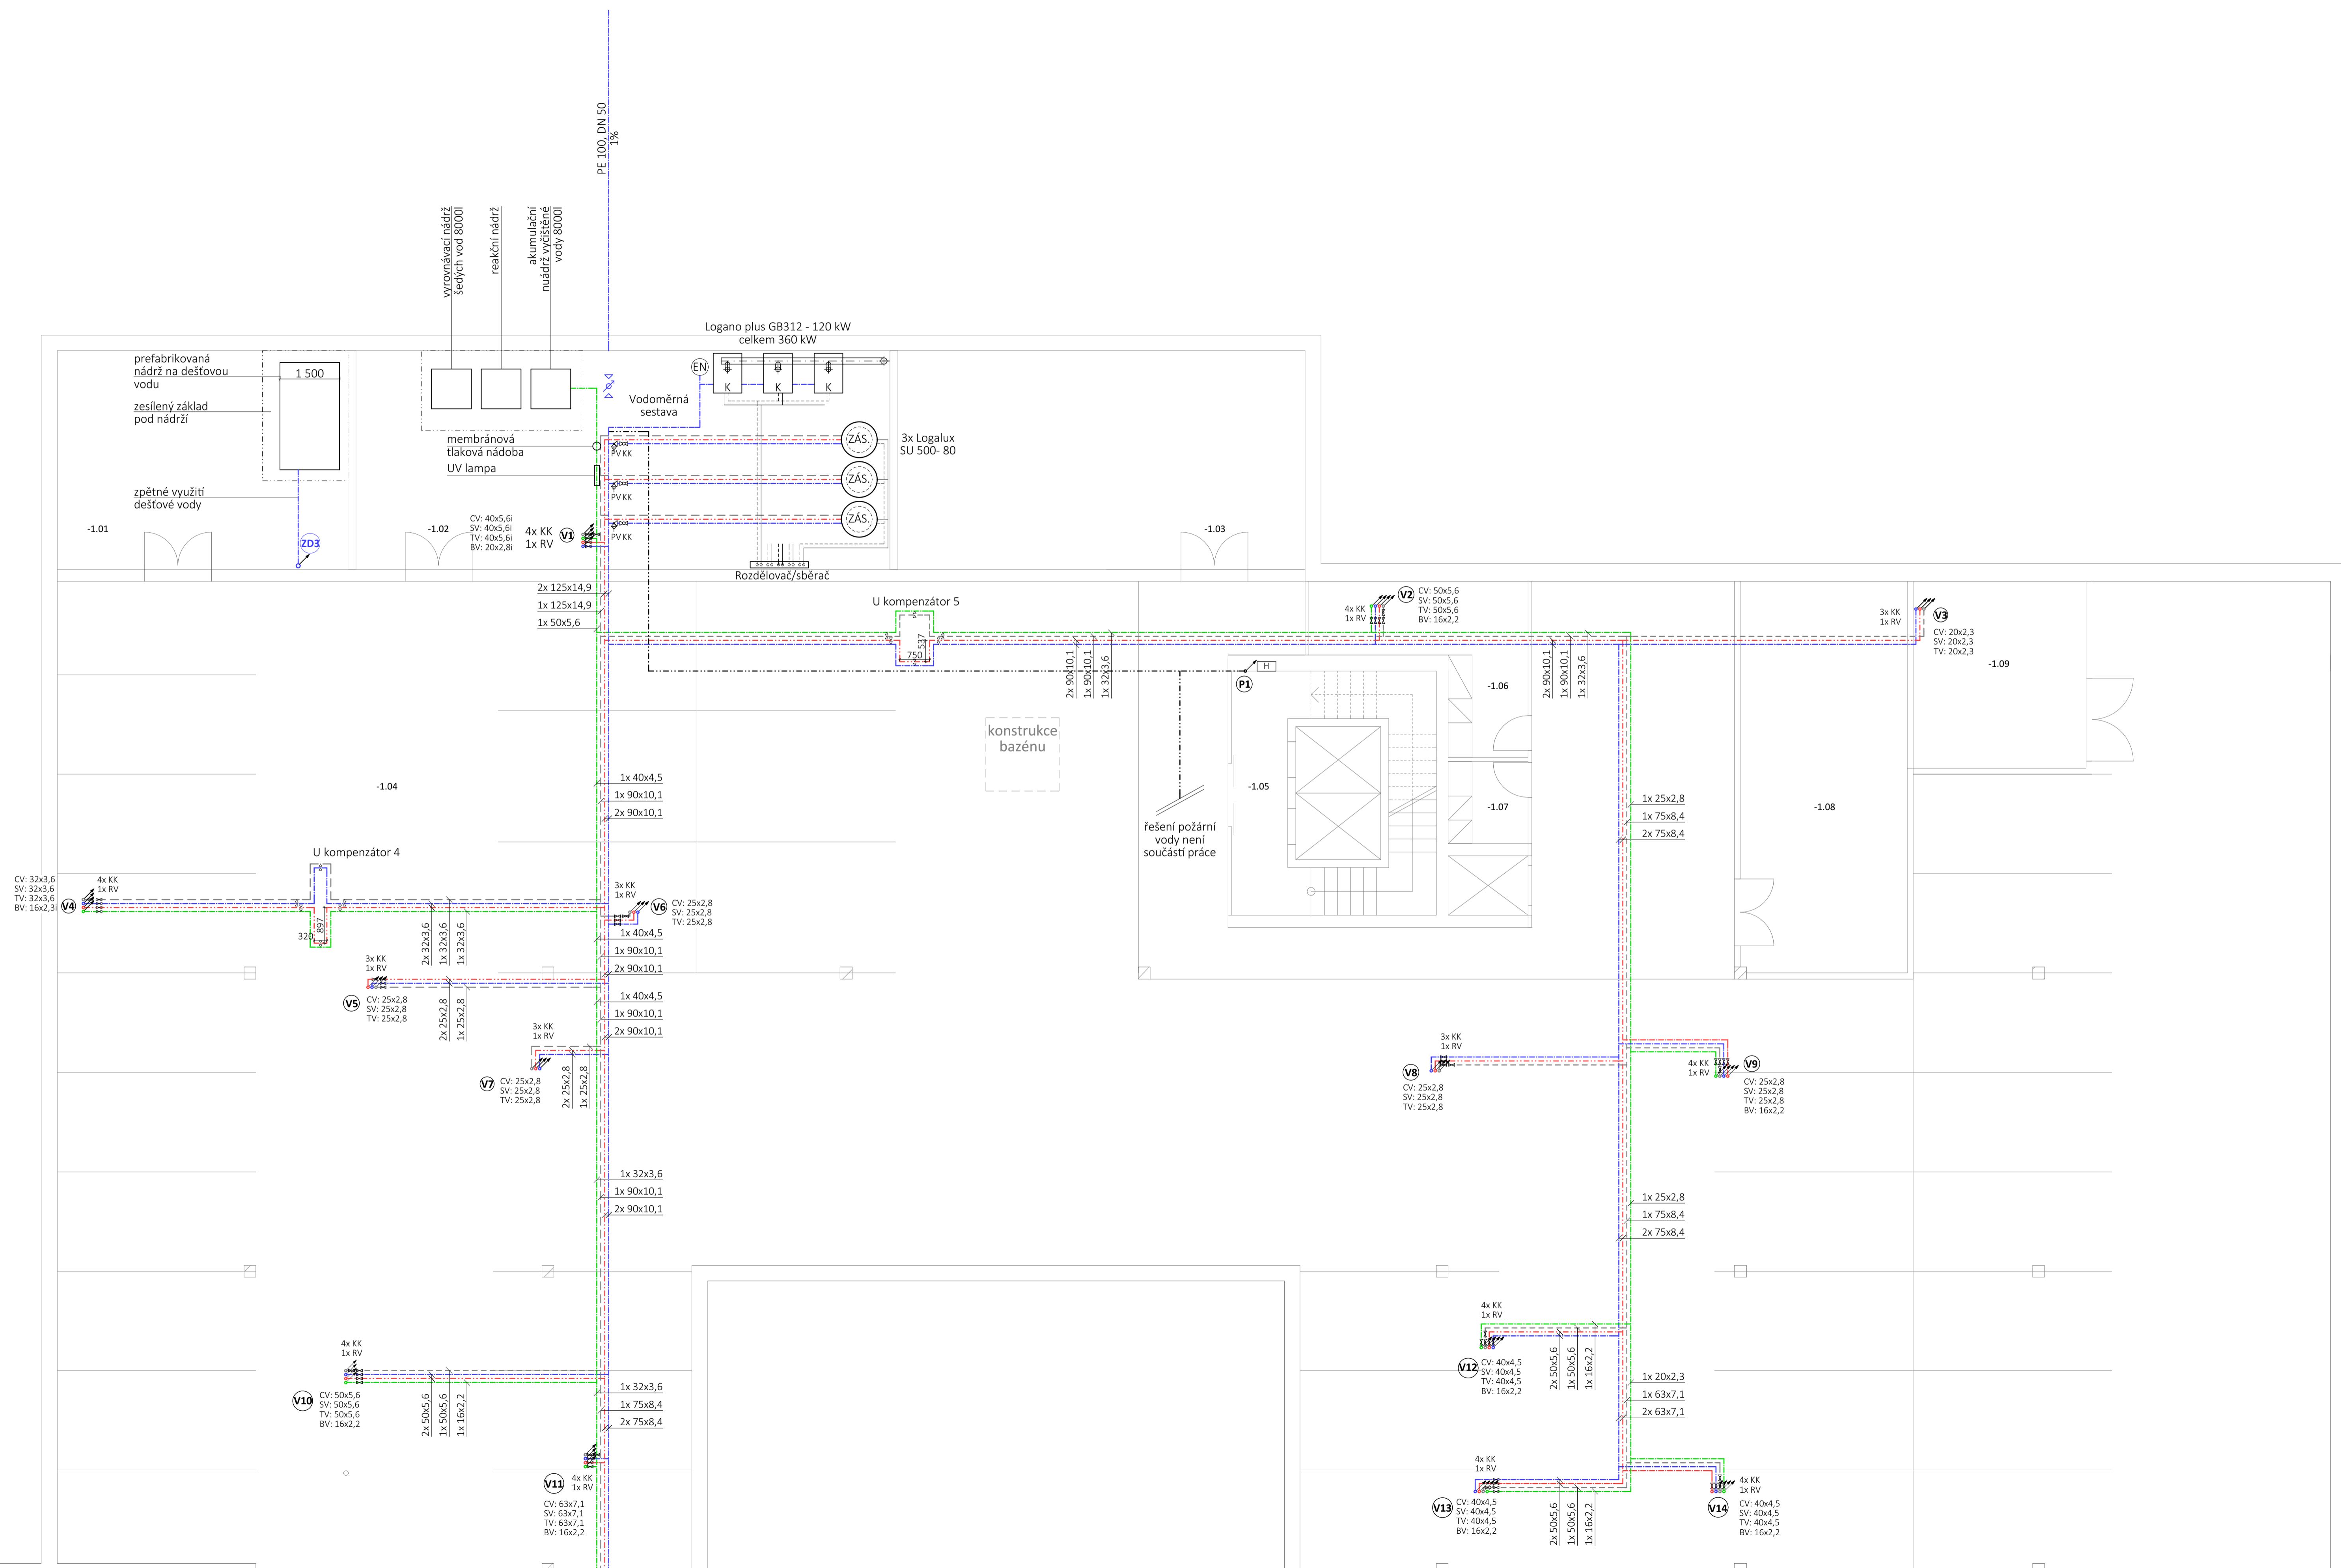 PE 100, DN 50
1%
vyrovnávací nádrž
šedých vod 8000l
reakční nádrž
akumulační
nuádrž vyčištěné
vody 8000l
Logano plus GB312 - 120 kW
celkem 360 kW
prefabrikovaná
nádrž na dešťovou
vodu
1 500
zesílený základ
pod nádrží
zpětné využití
dešťové vody
ZD3
-1.01
-1.02
-1.03
EN
K
K
K
Vodoměrná
sestava
membránová
tlaková nádoba
UV lampa
PV KK
PV KK
PV KK
ZÁS.
ZÁS.
ZÁS.
3x Logalux
SU 500- 80
Rozdělovač/sběrač
CV: 40x5,6i
SV: 40x5,6i
TV: 40x5,6i
BV: 20x2,8i
4x KK
1x RV
V1
2x 125x14,9
1x 125x14,9
1x 50x5,6
U kompenzátor 5
537
750
2x 90x10,1
1x 90x10,1
1x 32x3,6
4x KK
1x RV
V2
CV: 50x5,6
SV: 50x5,6
TV: 50x5,6
BV: 16x2,2
3x KK
1x RV
V3
CV: 20x2,3
SV: 20x2,3
TV: 20x2,3
-1.09
P1
H
-1.06
2x 90x10,1
1x 90x10,1
1x 32x3,6
konstrukce
bazénu
-1.04
-1.05
-1.07
-1.08
1x 40x4,5
1x 90x10,1
2x 90x10,1
řešení požární
vody není
součástí práce
1x 25x2,8
1x 75x8,4
2x 75x8,4
U kompenzátor 4
897
320
CV: 32x3,6
SV: 32x3,6
TV: 32x3,6
BV: 16x2,3i
V4
4x KK
1x RV
2x 32x3,6
1x 32x3,6
1x 32x3,6
3x KK
1x RV
V6
CV: 25x2,8
SV: 25x2,8
TV: 25x2,8
1x 40x4,5
1x 90x10,1
2x 90x10,1
3x KK
1x RV
V5
CV: 25x2,8
SV: 25x2,8
TV: 25x2,8
2x 25x2,8
1x 25x2,8
1x 40x4,5
1x 90x10,1
2x 90x10,1
3x KK
1x RV
V7
CV: 25x2,8
SV: 25x2,8
TV: 25x2,8
2x 25x2,8
1x 25x2,8
3x KK
1x RV
V8
CV: 25x2,8
SV: 25x2,8
TV: 25x2,8
4x KK
1x RV
V9
CV: 25x2,8
SV: 25x2,8
TV: 25x2,8
BV: 16x2,2
1x 32x3,6
1x 90x10,1
2x 90x10,1
1x 25x2,8
1x 75x8,4
2x 75x8,4
4x KK
1x RV
V10
CV: 50x5,6
SV: 50x5,6
TV: 50x5,6
BV: 16x2,2
2x 50x5,6
1x 50x5,6
1x 16x2,2
1x 32x3,6
1x 75x8,4
2x 75x8,4
4x KK
1x RV
V12
CV: 40x4,5
SV: 40x4,5
TV: 40x4,5
BV: 16x2,2
2x 50x5,6
1x 50x5,6
1x 16x2,2
1x 20x2,3
1x 63x7,1
2x 63x7,1
V11
4x KK
1x RV
CV: 63x7,1
SV: 63x7,1
TV: 63x7,1
BV: 16x2,2
4x KK
1x RV
V13
CV: 40x4,5
SV: 40x4,5
TV: 40x4,5
BV: 16x2,2
2x 50x5,6
1x 50x5,6
1x 16x2,2
V14
4x KK
1x RV
CV: 40x4,5
SV: 40x4,5
TV: 40x4,5
BV: 16x2,2